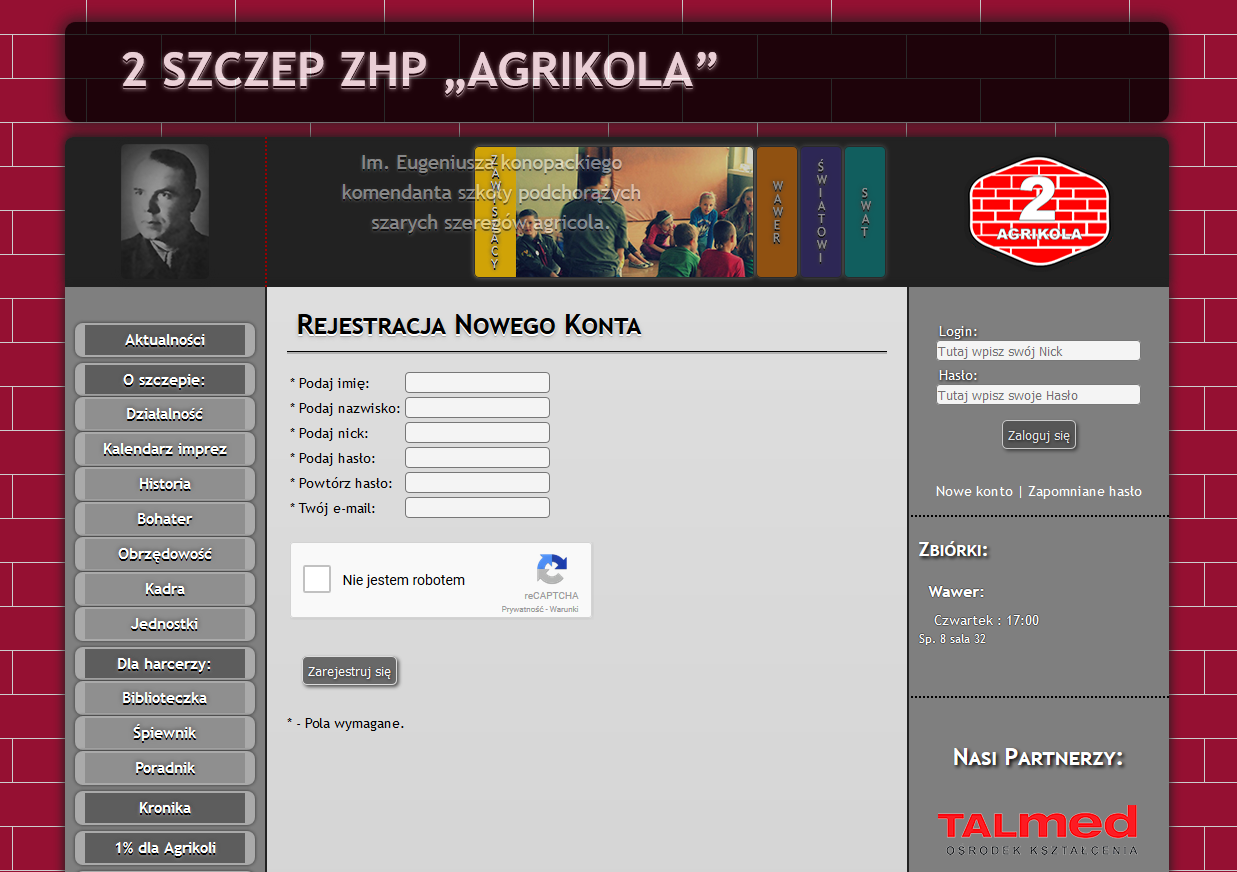 2 SZCZEP ZHP „AGRIKOLA”
Im. Eugeniusza konopackiego
komendanta szkoły podchorążych
szarych szeregów agricola.
ZAWISZACY
WAWER
ŚWIATOWI
SWAT
2
AGRIKOLA
Aktualności
O szczepie:
Działalność
Kalendarz imprez
Historia
Bohater
Obrzędowość
Kadra
Jednostki
Dla harcerzy:
Biblioteczka
Śpiewnik
Poradnik
Kronika
1% dla Agrikoli
Rejestracja Nowego Konta
* Podaj imię:
* Podaj nazwisko:
* Podaj nick:
* Podaj hasło:
* Powtórz hasło:
* Twój e-mail:
Nie jestem robotem
reCAPTCHA
Prywatność - Warunki
Zarejestruj się
* - Pola wymagane.
Login:
Tutaj wpisz swój Nick
Hasło:
Tutaj wpisz swoje Hasło
Zaloguj się
Nowe konto | Zapomniane hasło
Zbiórki:
Wawer:
Czwartek : 17:00
Sp. 8 sala 32
Nasi Partnerzy:
TALmed
OŚRODEK KSZTAŁCENIA